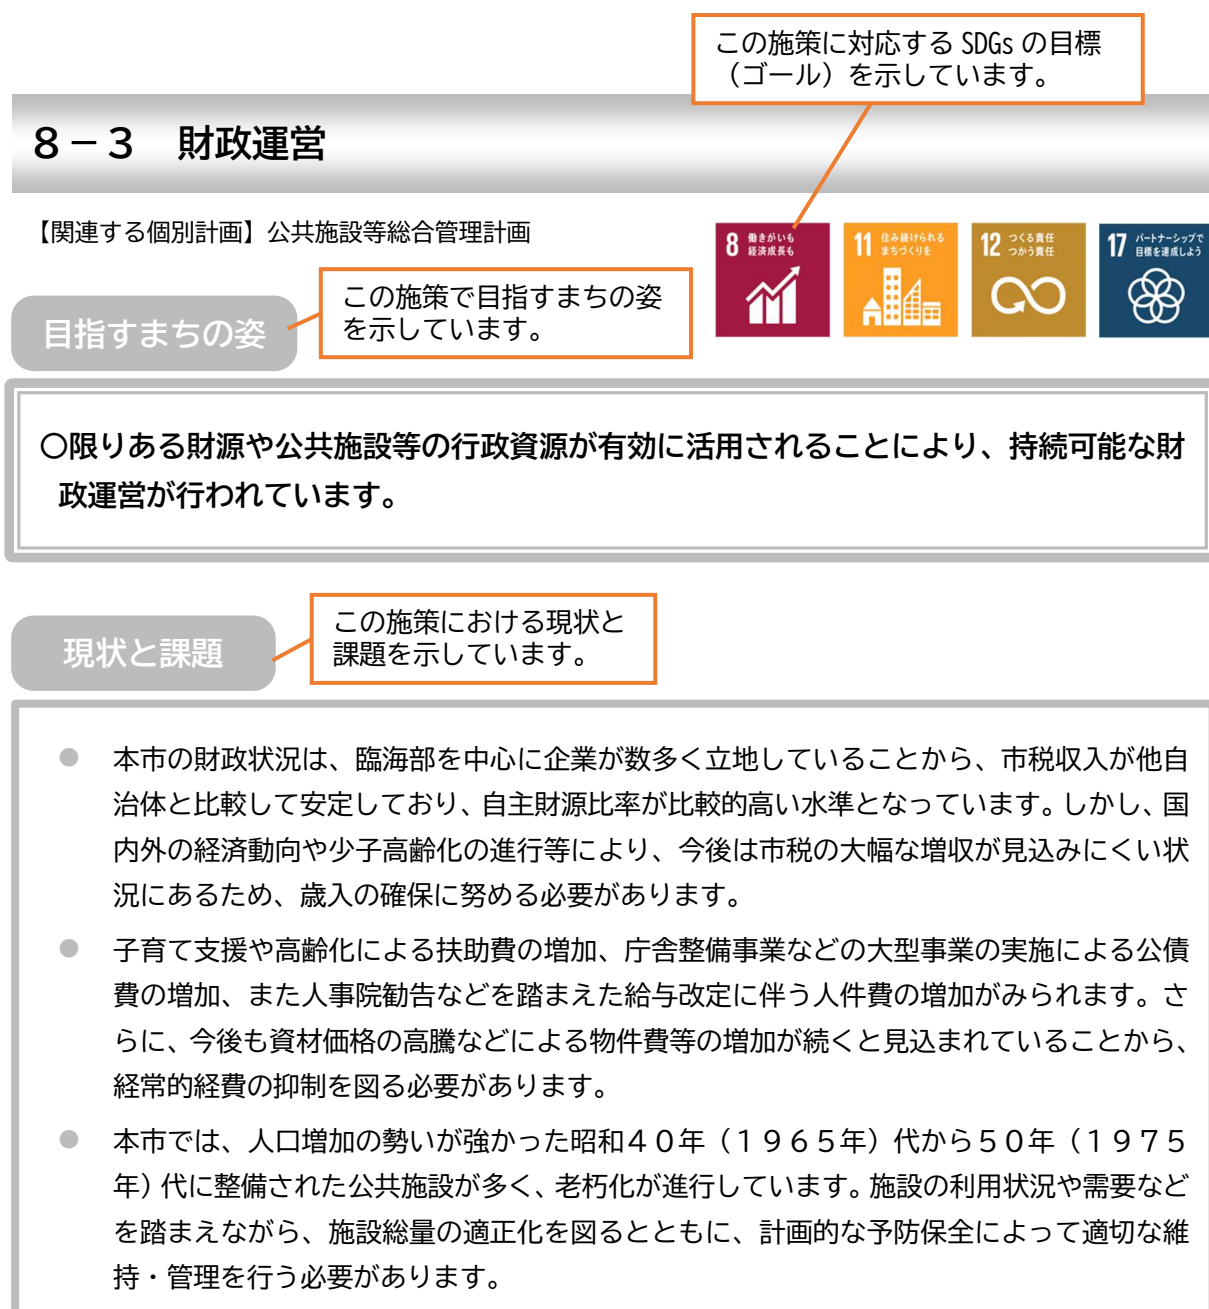 この施策に対応する SDGs の目標
（ゴール）を示しています。
８－３　財政運営
【関連する個別計画】公共施設等総合管理計画
8 働きがいも
経済成長も
11 住み続けられる
まちづくりを
12 つくる責任
つかう責任
17 パートナーシップで
目標を達成しよう
目指すまちの姿
この施策で目指すまちの姿
を示しています。
〇限りある財源や公共施設等の行政資源が有効に活用されることにより、持続可能な財
政運営が行われています。
現状と課題
この施策における現状と
課題を示しています。
● 本市の財政状況は、臨海部を中心に企業が数多く立地していることから、市税収入が他自
治体と比較して安定しており、自主財源比率が比較的高い水準となっています。しかし、国
内外の経済動向や少子高齢化の進行等により、今後は市税の大幅な増収が見込みにくい状
況にあるため、歳入の確保に努める必要があります。
● 子育て支援や高齢化による扶助費の増加、庁舎整備事業などの大型事業の実施による公債
費の増加、また人事院勧告などを踏まえた給与改定に伴う人件費の増加がみられます。さ
らに、今後も資材価格の高騰などによる物件費等の増加が続くと見込まれていることから、
経常的経費の抑制を図る必要があります。
● 本市では、人口増加の勢いが強かった昭和４０年（１９６５年）代から５０年（１９７５
年）代に整備された公共施設が多く、老朽化が進行しています。施設の利用状況や需要など
を踏まえながら、施設総量の適正化を図るとともに、計画的な予防保全によって適切な維
持・管理を行う必要があります。